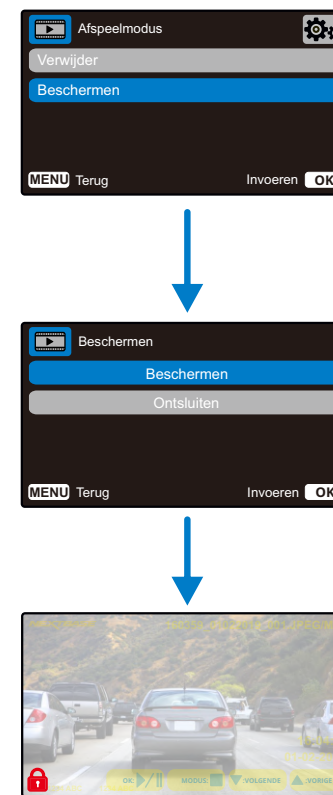 Afspeelmodus
Verwijder
Beschermen
MENU Terug Invoeren OK
Beschermen
Beschermen
Ontsluiten
MENU Terug Invoeren OK
OK: / MODUS: :VOLGENDE :VORIGE